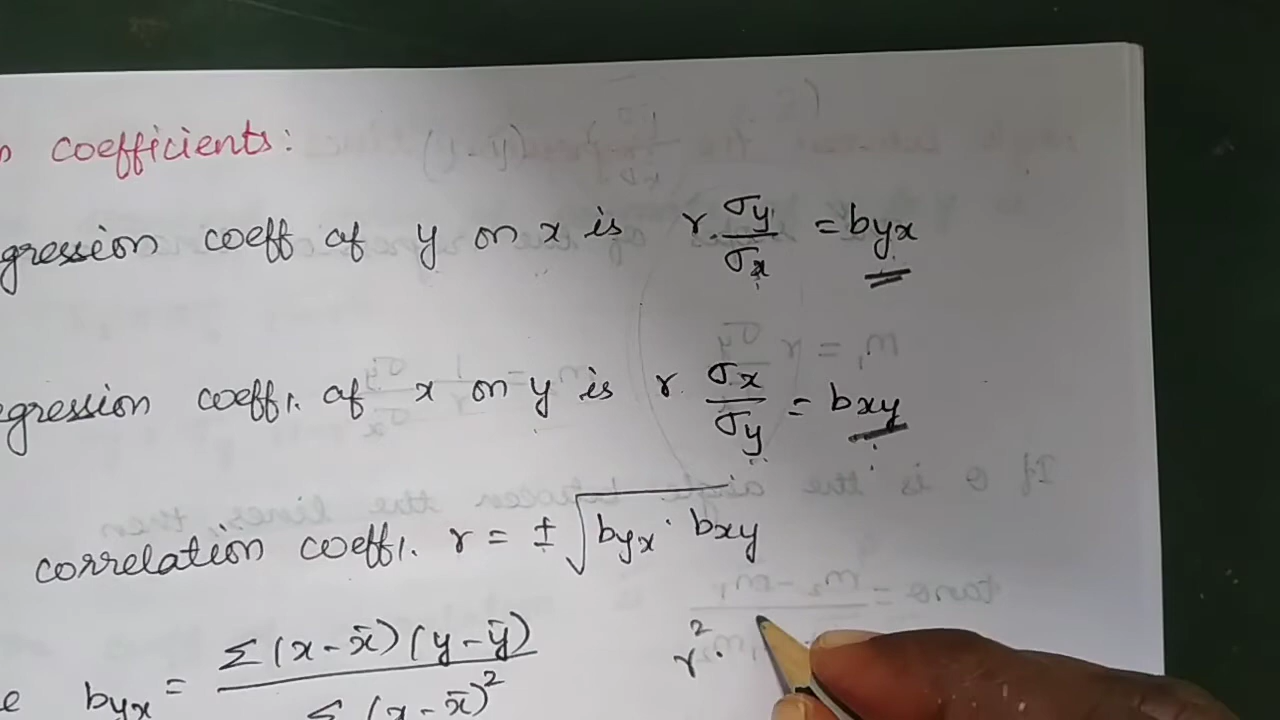 coefficients:
gression coeff of y on x is r. σy/σx = byx
gression coeff. of x on y is r. σx/σy = bxy
correlation coeff. r = ± √(byx · bxy)
byx = Σ(x-x̄)(y-ȳ) / Σ(x-x̄)²
r² ·